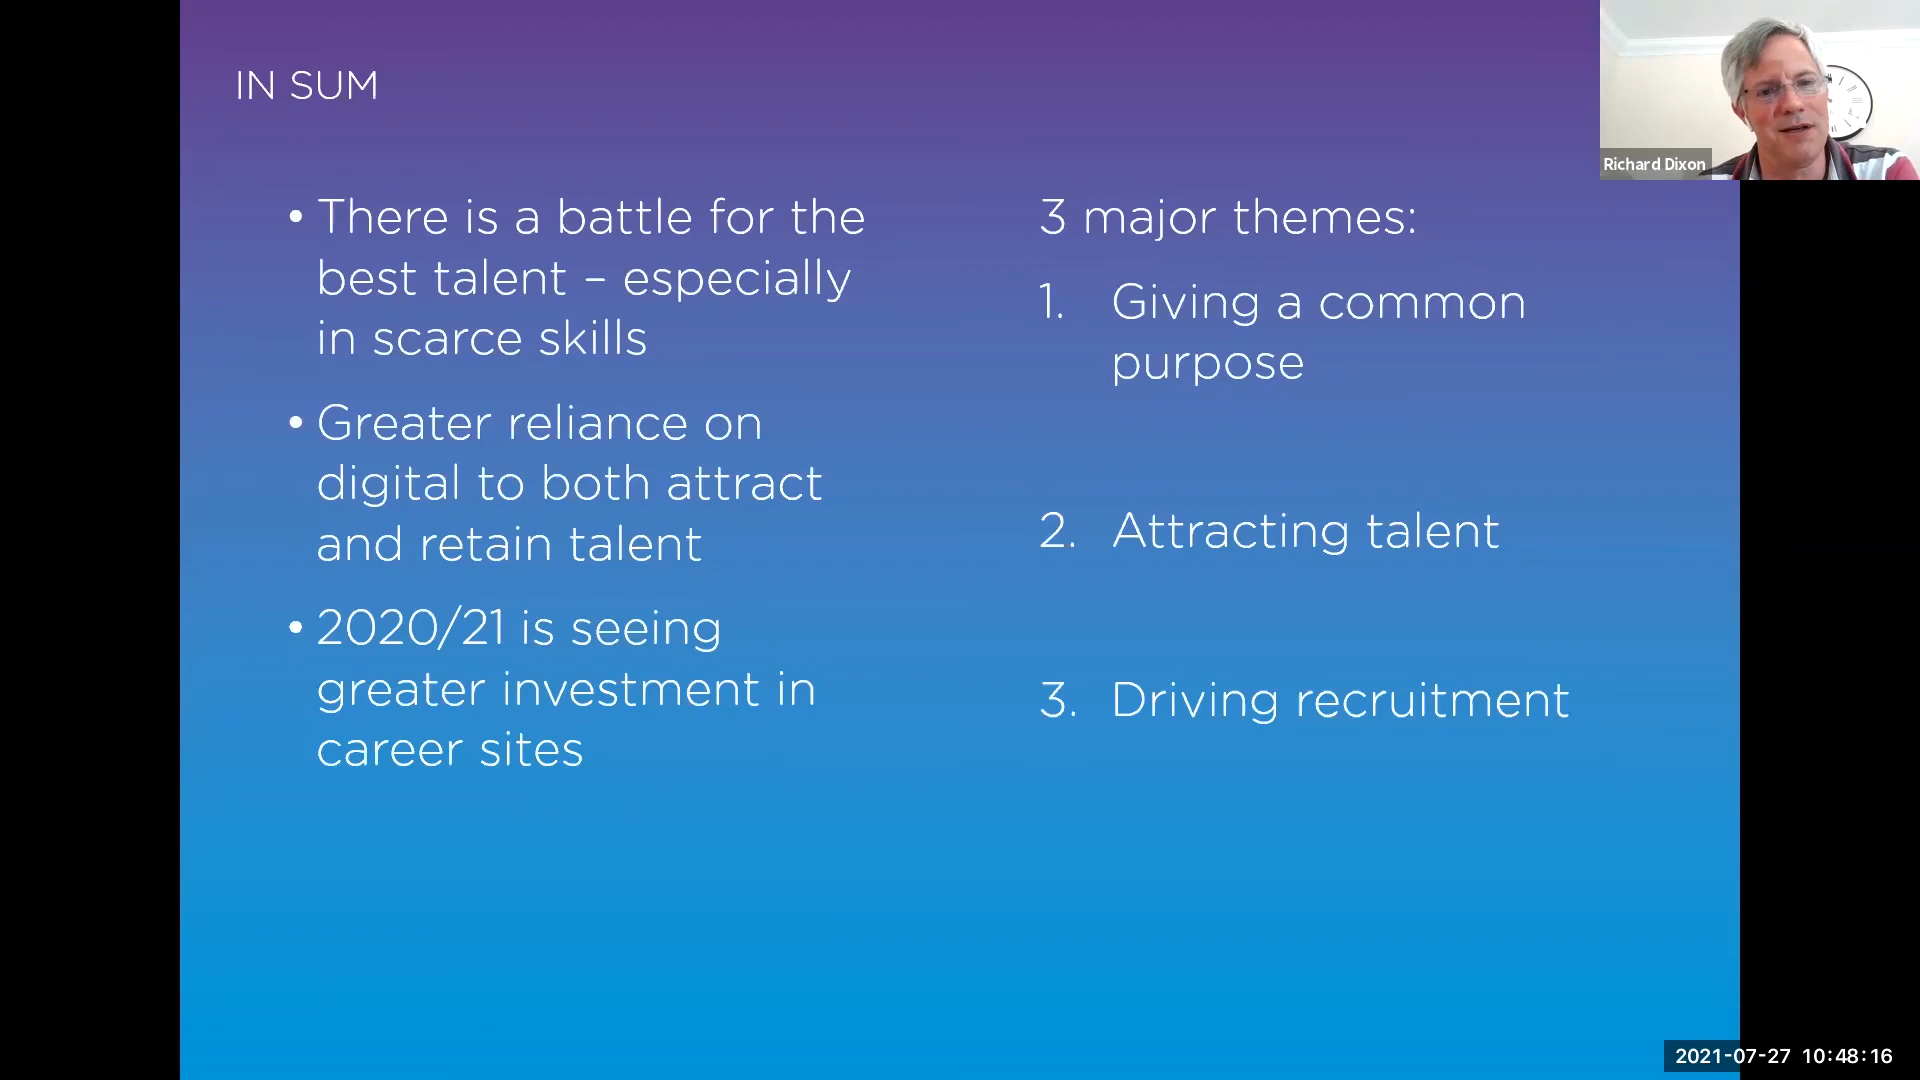 IN SUM
• There is a battle for the
best talent – especially
in scarce skills
• Greater reliance on
digital to both attract
and retain talent
• 2020/21 is seeing
greater investment in
career sites
3 major themes:
1. Giving a common
purpose
2. Attracting talent
3. Driving recruitment
Richard Dixon
2021-07-27 10:48:16